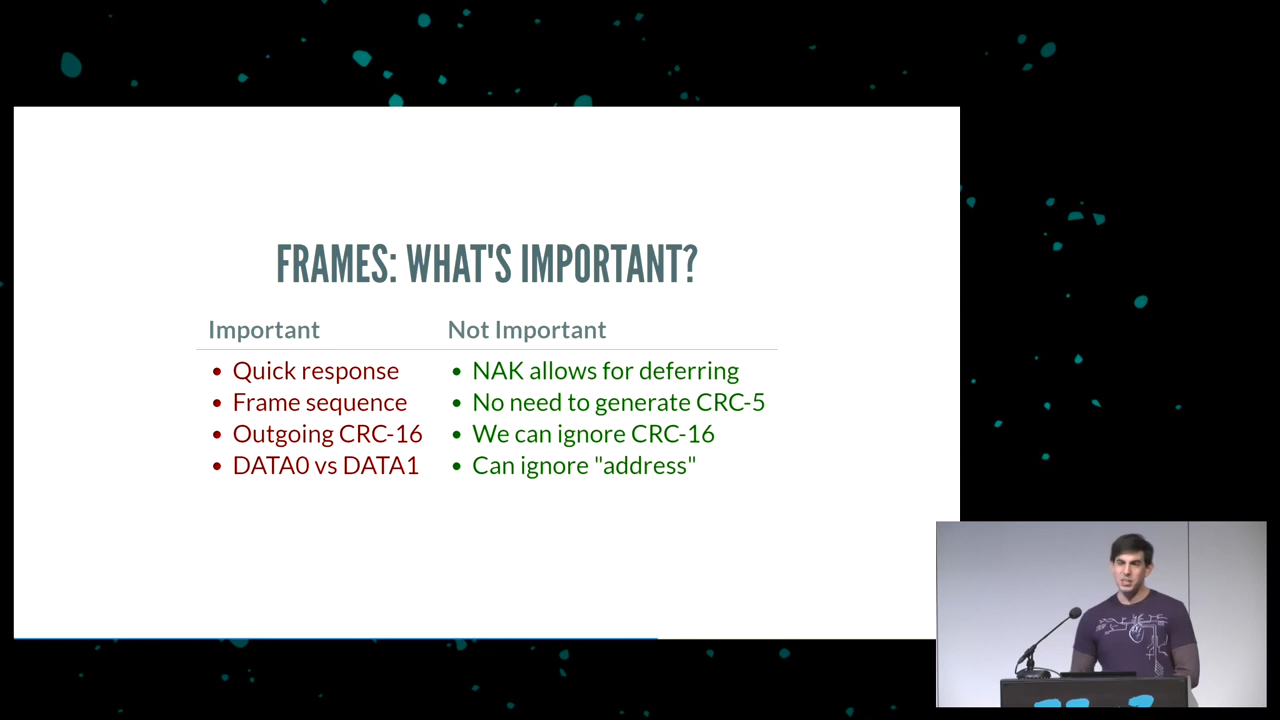 FRAMES: WHAT'S IMPORTANT?
Important
Not Important
Quick response
NAK allows for deferring
Frame sequence
No need to generate CRC-5
Outgoing CRC-16
We can ignore CRC-16
DATA0 vs DATA1
Can ignore "address"